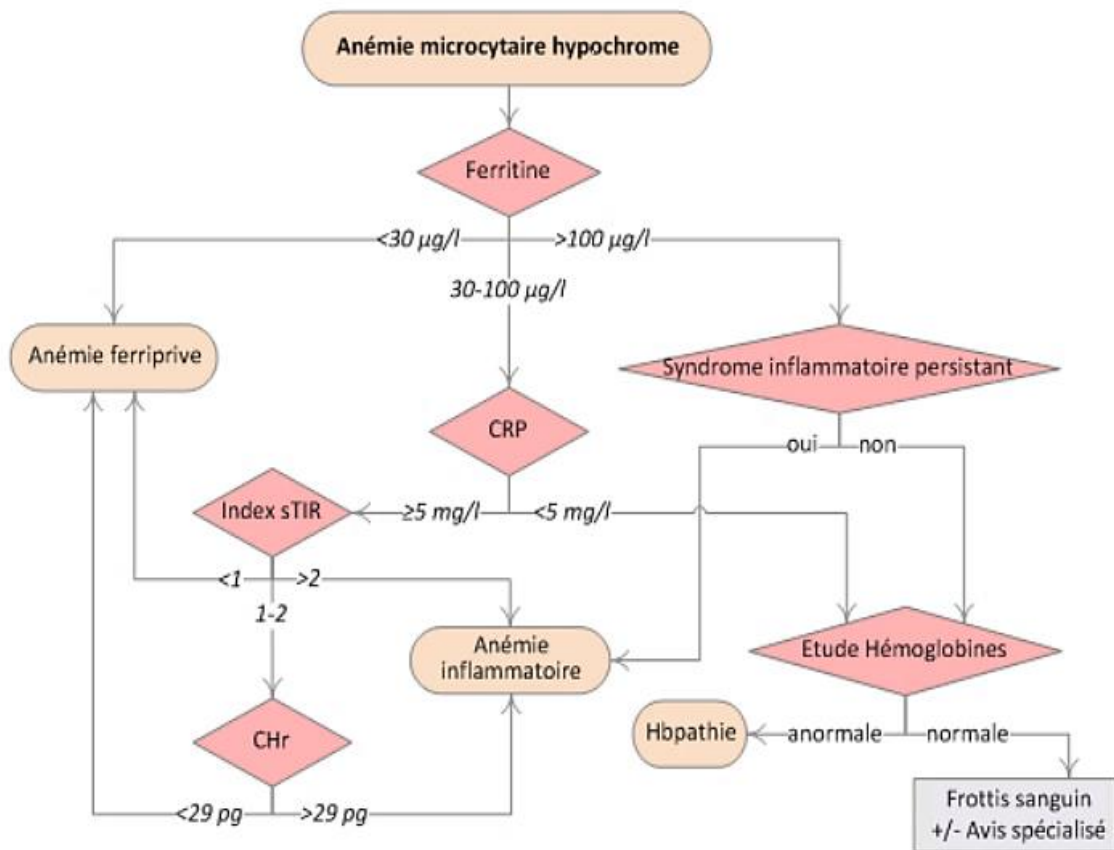 Anémie microcytaire hypochrome
Ferritine
<30 µg/l
>100 µg/l
30-100 µg/l
Anémie ferriprive
Syndrome inflammatoire persistant
CRP
oui
non
Index sTIR
≥5 mg/l
<5 mg/l
<1
>2
1-2
Anémie
inflammatoire
Etude Hémoglobines
CHr
Hbpathie
anormale
normale
<29 pg
>29 pg
Frottis sanguin
+/- Avis spécialisé